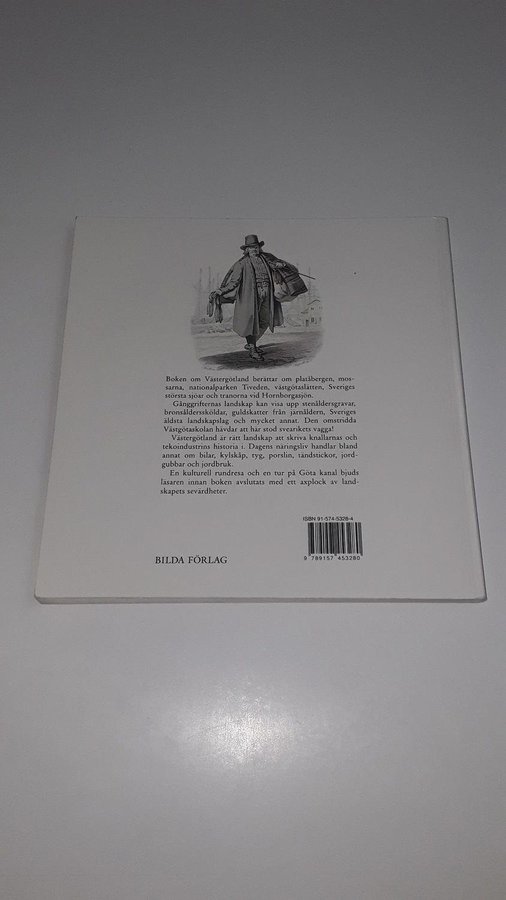 Boken om Västergötland berättar om platåbergen, mos-
sarna, nationalparken Tiveden, västgötaslätten, Sveriges
största sjöar och tranorna vid Hornborgasjön.
Gånggrifternas landskap kan visa upp stenåldersgravar,
bronsålderssköldar, guldskatter från järnåldern, Sveriges
äldsta landskapslag och mycket annat. Den omstridda
Västgötaskolan hävdar att här stod svearikets vagga!
Västergötland är rätt landskap att skriva knallarnas och
tekoindustrins historia i. Dagens näringsliv handlar bland
annat om bilar, kylskåp, tyg, porslin, tändstickor, jord-
gubbar och jordbruk.
En kulturell rundresa och en tur på Göta kanal bjuds
läsaren innan boken avslutats med ett axplock av land-
skapets sevärdheter.
ISBN 91-574-5328-4
BILDA FÖRLAG
9 789157 453280